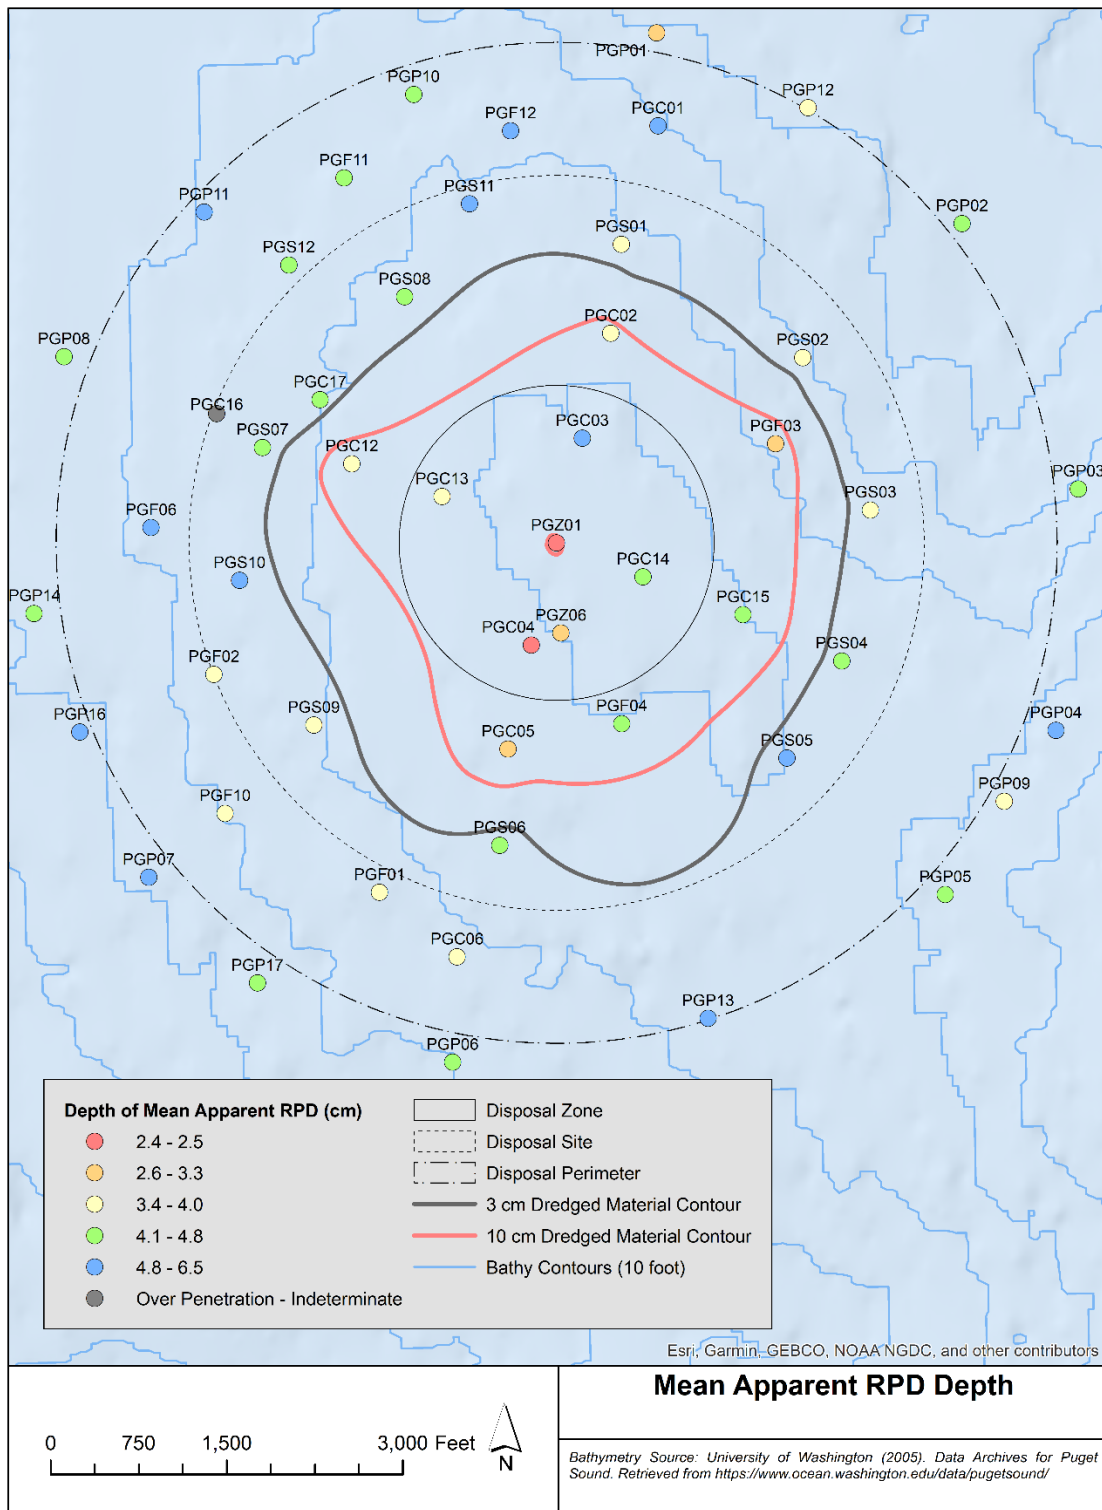 PGP01
PGP10
PGP12
PGF12
PGC01
PGF11
PGP11
PGS11
PGP02
PGS01
PGS12
PGS08
PGC02
PGS02
PGP08
PGC17
PGC16
PGC03
PGF03
PGS07
PGC12
PGP03
PGC13
PGS03
PGF06
PGZ01
PGS10
PGC14
PGC15
PGP14
PGC04
PGZ06
PGS04
PGF02
PGS09
PGF04
PGP16
PGP04
PGC05
PGS05
PGP09
PGF10
PGS06
PGP07
PGP05
PGF01
PGC06
PGP17
PGP13
PGP06
Depth of Mean Apparent RPD (cm)
2.4 - 2.5
2.6 - 3.3
3.4 - 4.0
4.1 - 4.8
4.8 - 6.5
Over Penetration - Indeterminate
Disposal Zone
Disposal Site
Disposal Perimeter
3 cm Dredged Material Contour
10 cm Dredged Material Contour
Bathy Contours (10 foot)
Esri, Garmin, GEBCO, NOAA NGDC, and other contributors
0 750 1,500 3,000 Feet
N
Mean Apparent RPD Depth
Bathymetry Source: University of Washington (2005). Data Archives for Puget
Sound. Retrieved from https://www.ocean.washington.edu/data/pugetsound/